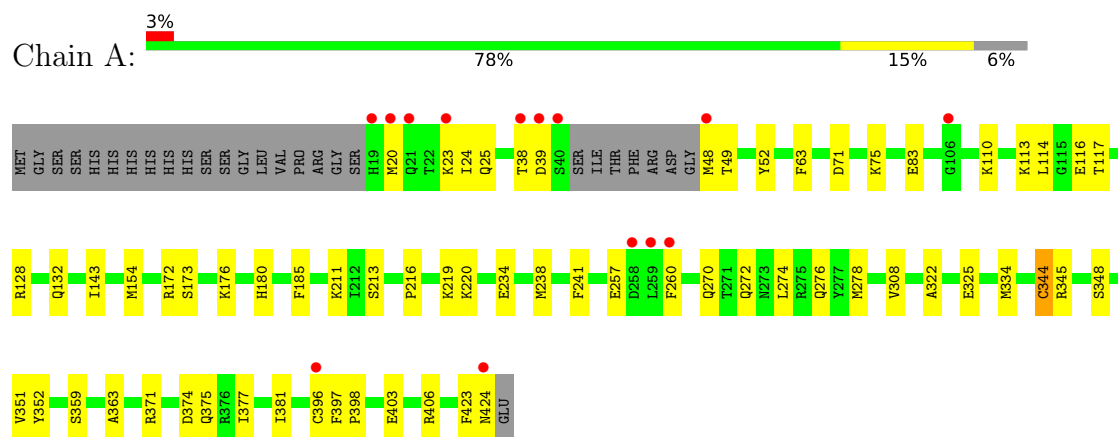 3%
Chain A:
78% 15% 6%
MET GLY SER SER HIS HIS HIS HIS HIS HIS SER SER GLY LEU VAL PRO ARG GLY SER H19 M20 Q21 T22 K23 I24 Q25 T38 D39 S40 SER ILE THR PHE ARG ASP GLY M48 T49 Y52 F63 D71 K75 E83 G106 K110 K113 L114 G115 E116 T117
R128 Q132 I143 M154 R172 S173 K176 H180 F185 K211 I212 S213 P216 K219 K220 E234 M238 F241 E257 D258 L259 F260 Q270 T271 Q272 N273 L274 R275 Q276 Y277 M278 V308 A322 E325 M334 C344 R345 S348
V351 Y352 S359 A363 R371 D374 Q375 R376 I377 I381 C396 F397 P398 E403 R406 F423 N424 GLU